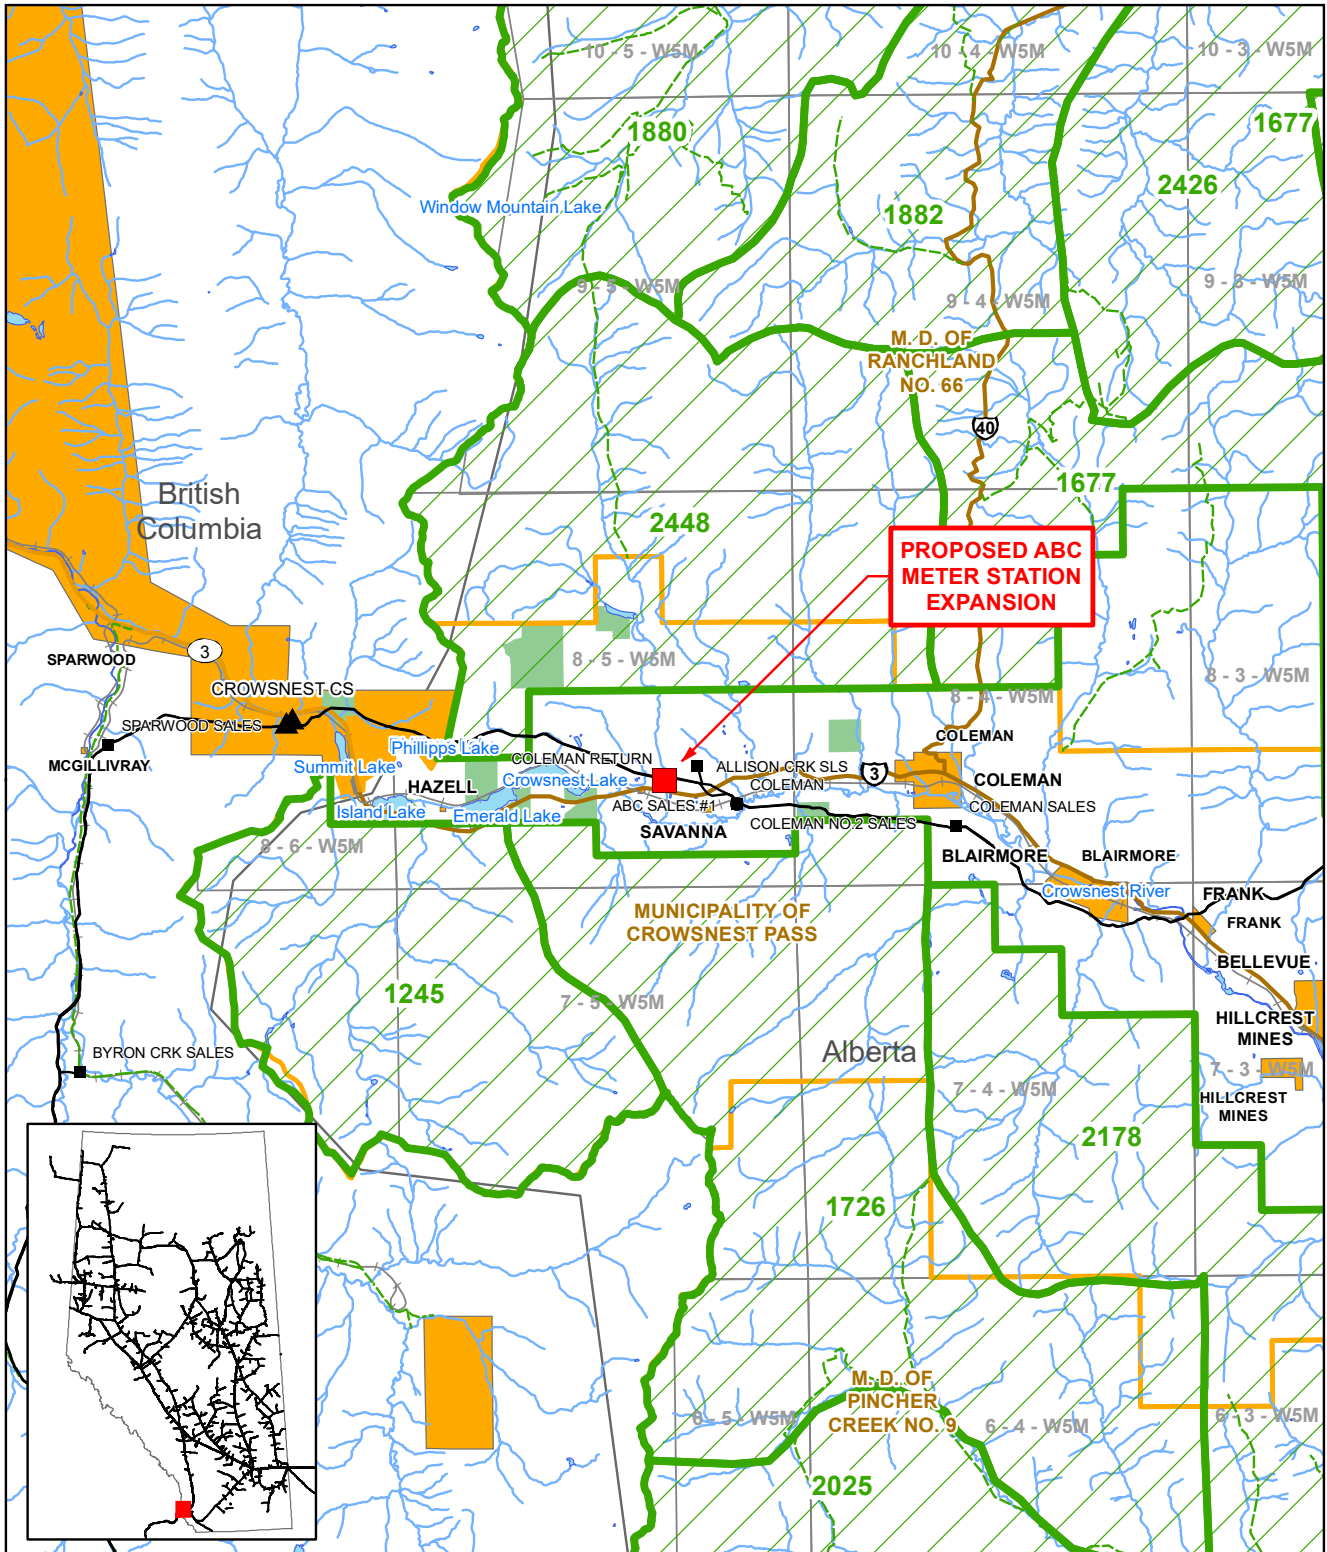 10 - 5 - W5M
10 - 4 - W5M
10 - 3 - W5M
1880
1677
2426
Window Mountain Lake
1882
9 - 5 - W5M
9 - 4 - W5M
9 - 3 - W5M
M. D. OF
RANCHLAND
NO. 66
40
British
Columbia
1677
2448
PROPOSED ABC
METER STATION
EXPANSION
3
SPARWOOD
8 - 5 - W5M
8 - 4 - W5M
8 - 3 - W5M
CROWSNEST CS
SPARWOOD SALES
MCGILLIVRAY
Phillipps Lake
Summit Lake
HAZELL
COLEMAN RETURN
Crowsnest Lake
ALLISON CRK SLS
COLEMAN
3
COLEMAN
COLEMAN
COLEMAN SALES
Island Lake
Emerald Lake
ABC SALES #1
SAVANNA
COLEMAN NO.2 SALES
8 - 6 - W5M
BLAIRMORE
BLAIRMORE
Crowsnest River
FRANK
FRANK
MUNICIPALITY OF
CROWSNEST PASS
BELLEVUE
1245
7 - 5 - W5M
HILLCREST
MINES
Alberta
BYRON CRK SALES
7 - 4 - W5M
7 - 3 - W5M
HILLCREST
MINES
2178
1726
M. D. OF
PINCHER
CREEK NO. 9
6 - 5 - W5M
6 - 4 - W5M
6 - 3 - W5M
2025